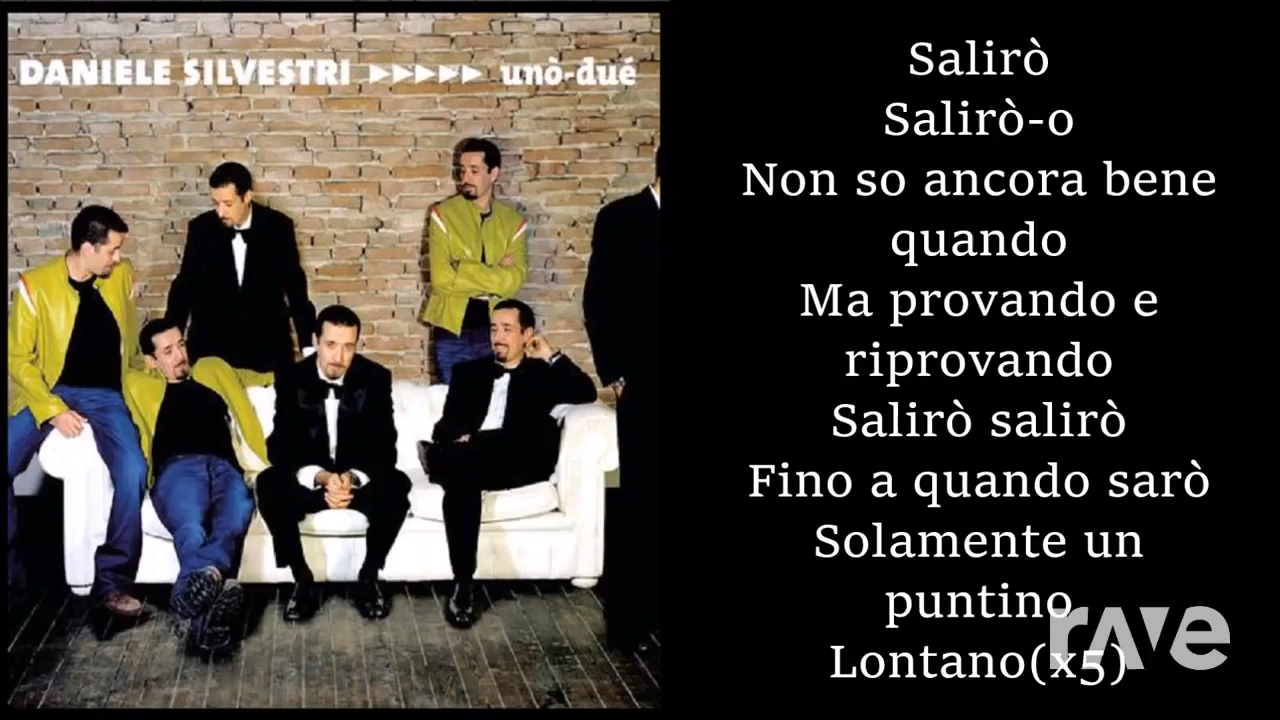 DANIELE SILVESTRI ►►►►► unò-dué
Salirò
Salirò-o
Non so ancora bene
quando
Ma provando e
riprovando
Salirò salirò
Fino a quando sarò
Solamente un
puntino
Lontano(x5)
rave